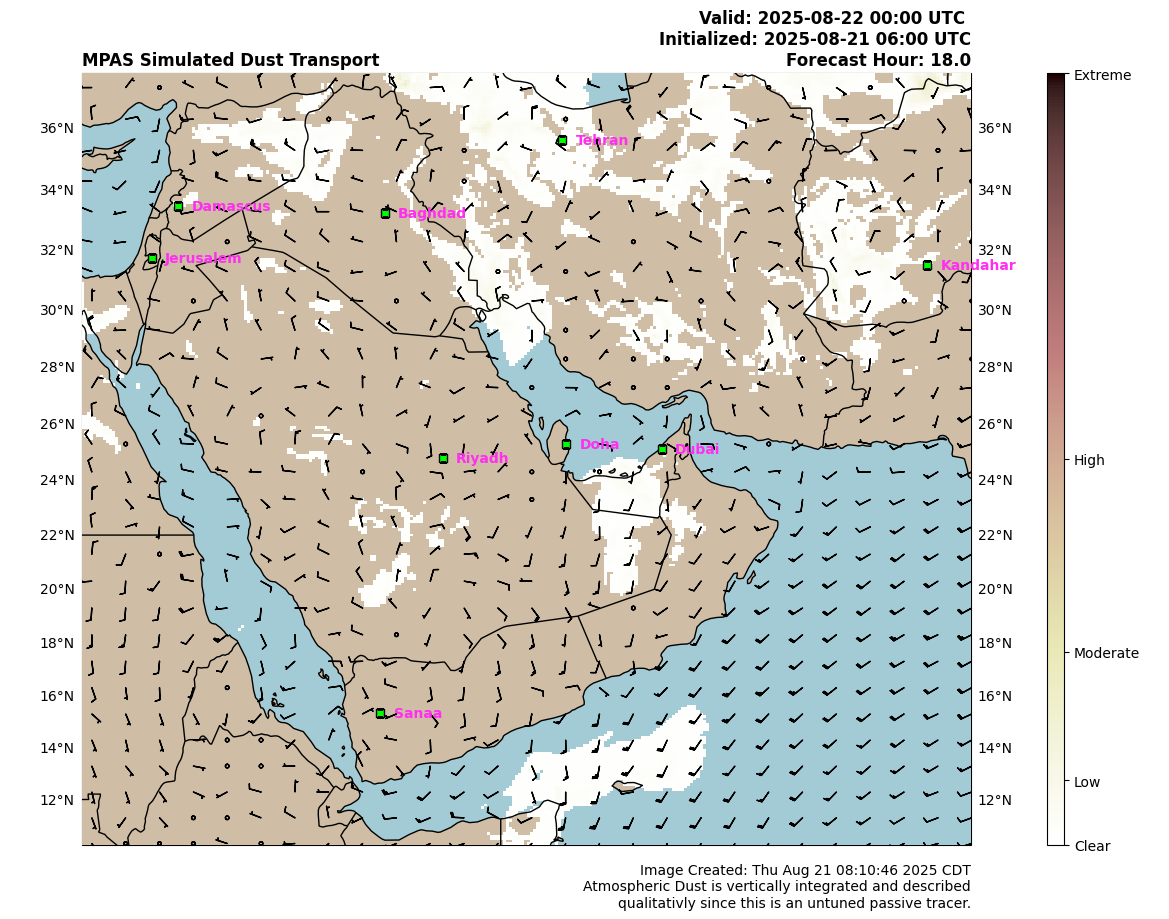 Valid: 2025-08-22 00:00 UTC
Initialized: 2025-08-21 06:00 UTC
MPAS Simulated Dust Transport Forecast Hour: 18.0
Extreme
36°N 36°N
Tehran
34°N 34°N
Damascus
Baghdad
32°N 32°N
Jerusalem
Kandahar
30°N 30°N
28°N 28°N
26°N 26°N
Doha
Dubai
Riyadh
High
24°N 24°N
22°N 22°N
20°N 20°N
18°N 18°N
Moderate
16°N 16°N
Sanaa
14°N 14°N
Low
12°N 12°N
Clear
Image Created: Thu Aug 21 08:10:46 2025 CDT
Atmospheric Dust is vertically integrated and described
qualitativly since this is an untuned passive tracer.